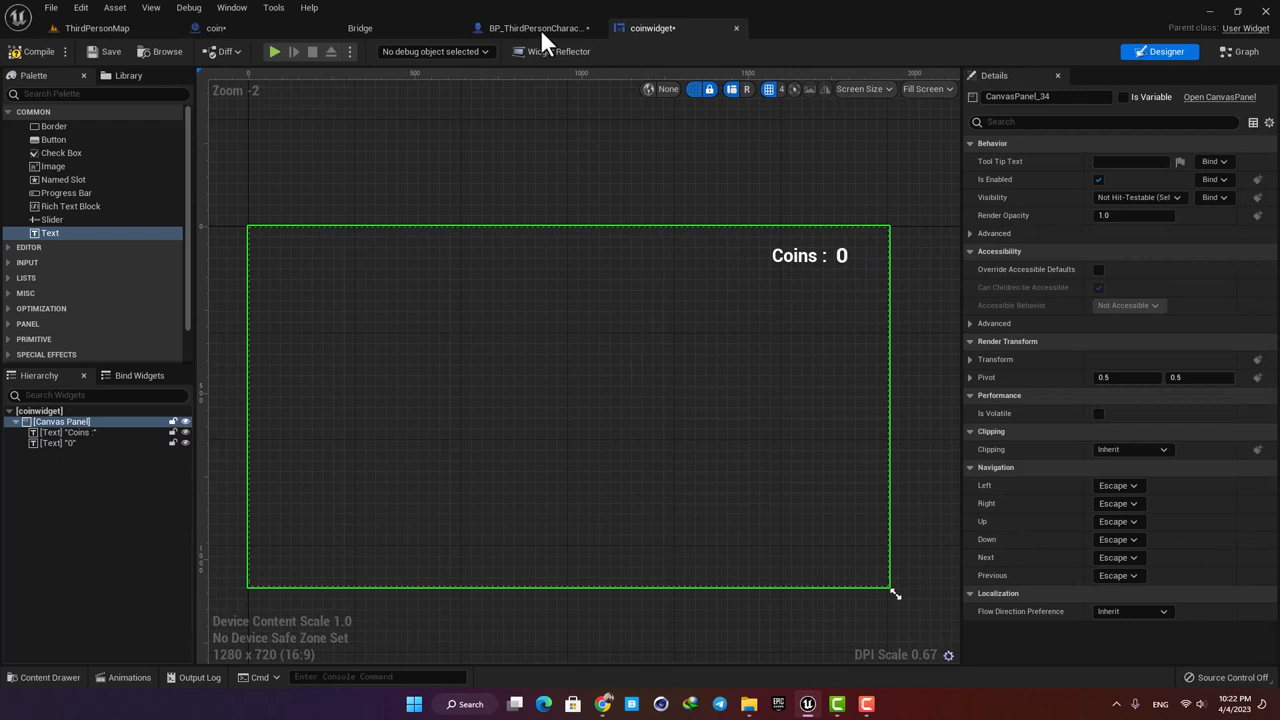 File Edit Asset View Debug Window Tools Help
ThirdPersonMap coin• Bridge BP_ThirdPersonCharac...• coinwidget•
Parent class: User Widget
Compile Save Browse Diff No debug object selected Widget Reflector Designer Graph
Palette Library
Search Palette
COMMON
Border
Button
Check Box
Image
Named Slot
Progress Bar
Rich Text Block
Slider
Text
EDITOR
INPUT
LISTS
MISC
OPTIMIZATION
PANEL
PRIMITIVE
SPECIAL EFFECTS
Hierarchy Bind Widgets
Search Widgets
[coinwidget]
[Canvas Panel]
[Text] "Coins :"
[Text] "0"
0 500 1000 1500 2000
Zoom -2
None R 4 Screen Size Fill Screen
0
500
1000
Coins : 0
Device Content Scale 1.0
No Device Safe Zone Set
1280 x 720 (16:9)
DPI Scale 0.67
Details
CanvasPanel_34 Is Variable Open CanvasPanel
Search
Behavior
Tool Tip Text Bind
Is Enabled Bind
Visibility Not Hit-Testable (Sel Bind
Render Opacity 1.0
Advanced
Accessibility
Override Accessible Defaults
Can Children be Accessible
Accessible Behavior Not Accessible
Advanced
Render Transform
Transform
Pivot 0.5 0.5
Performance
Is Volatile
Clipping
Clipping Inherit
Navigation
Left Escape
Right Escape
Up Escape
Down Escape
Next Escape
Previous Escape
Localization
Flow Direction Preference Inherit
Content Drawer Animations Output Log Cmd Enter Console Command Source Control Off
Search
10:22 PM
4/4/2023